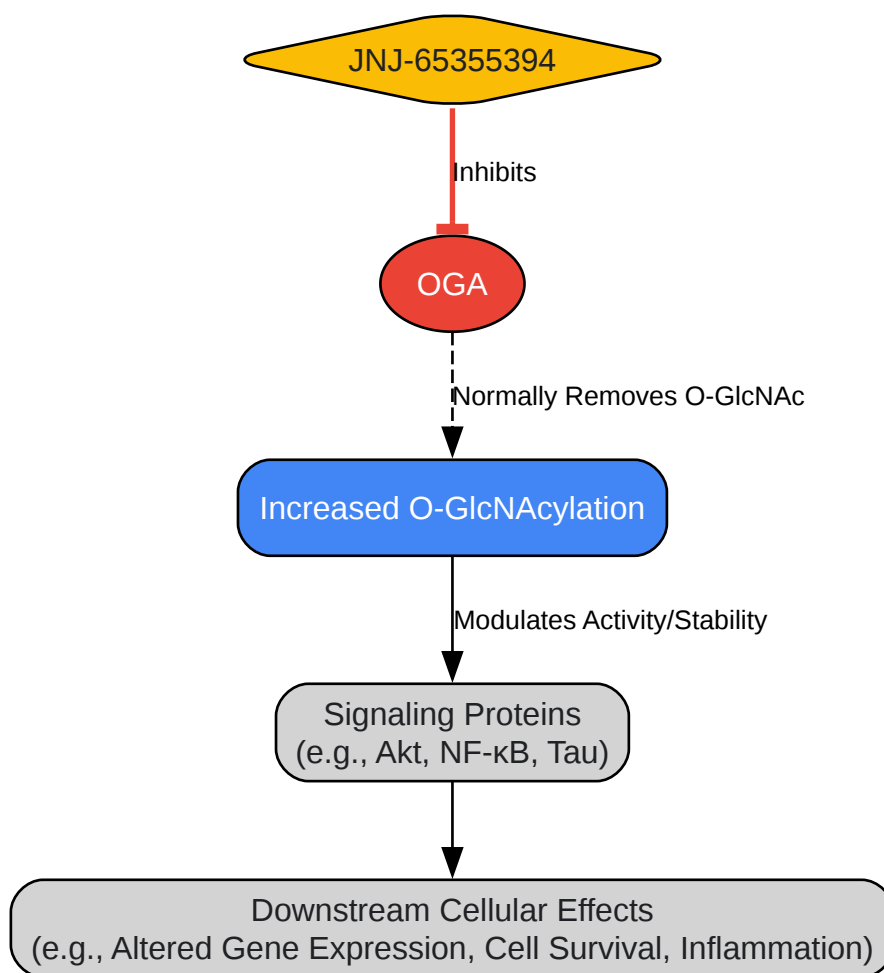 JNJ-65355394
Inhibits
OGA
Normally Removes O-GlcNAc
Increased O-GlcNAcylation
Modulates Activity/Stability
Signaling Proteins
(e.g., Akt, NF-κB, Tau)
Downstream Cellular Effects
(e.g., Altered Gene Expression, Cell Survival, Inflammation)